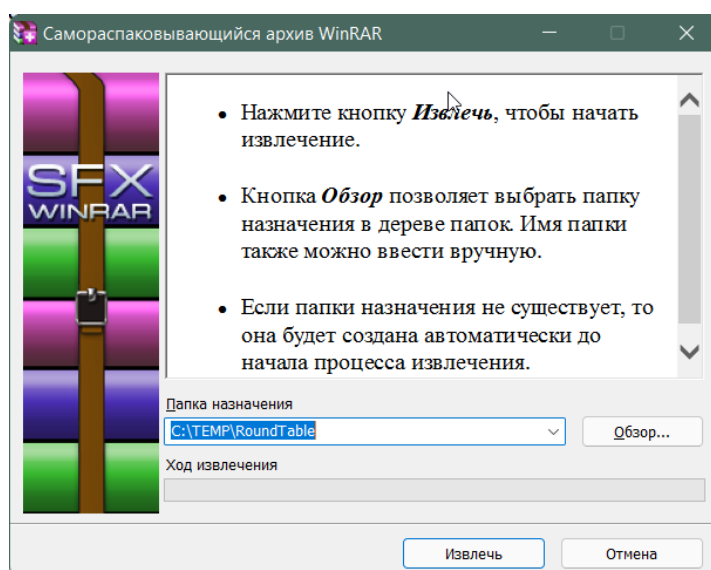 Самораспаковывающийся архив WinRAR
SFX
WINRAR
• Нажмите кнопку Извлечь, чтобы начать
извлечение.
• Кнопка Обзор позволяет выбрать папку
назначения в дереве папок. Имя папки
также можно ввести вручную.
• Если папки назначения не существует, то
она будет создана автоматически до
начала процесса извлечения.
Папка назначения
C:\TEMP\RoundTable
Обзор...
Ход извлечения
Извлечь
Отмена